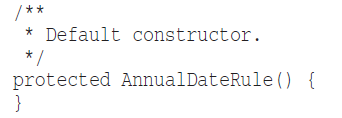 /**
* Default constructor.
*/
protected AnnualDateRule() {
}